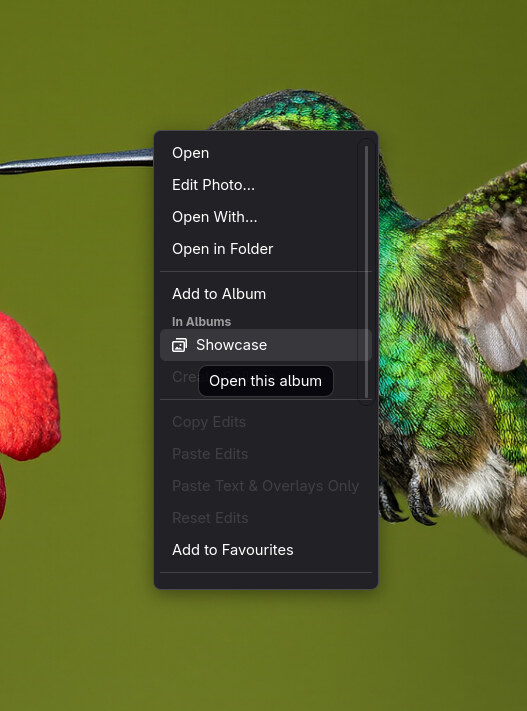 Open
Edit Photo...
Open With...
Open in Folder
Add to Album
In Albums
Showcase
Open this album
Copy Edits
Paste Edits
Paste Text & Overlays Only
Reset Edits
Add to Favourites